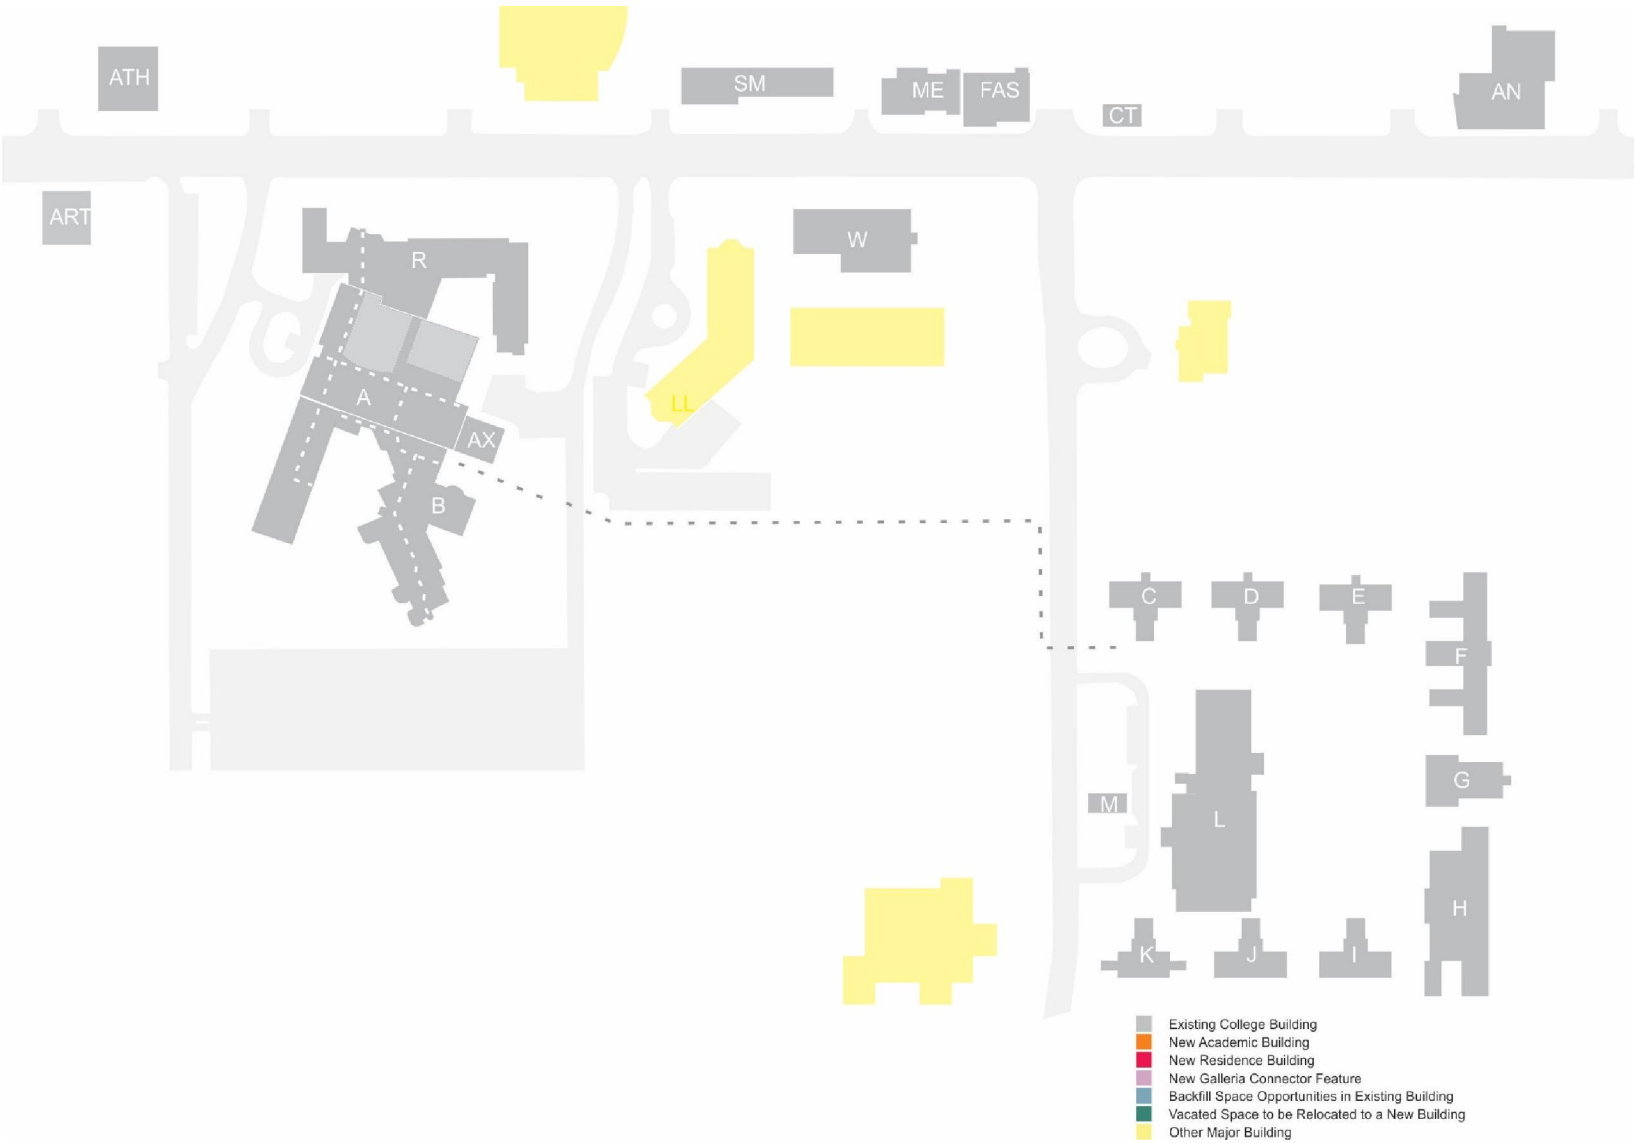 ATH
SM
ME
FAS
CT
AN
ART
R
W
A
LL
AX
B
C
D
E
F
G
M
L
H
K
J
I
Existing College Building
New Academic Building
New Residence Building
New Galleria Connector Feature
Backfill Space Opportunities in Existing Building
Vacated Space to be Relocated to a New Building
Other Major Building